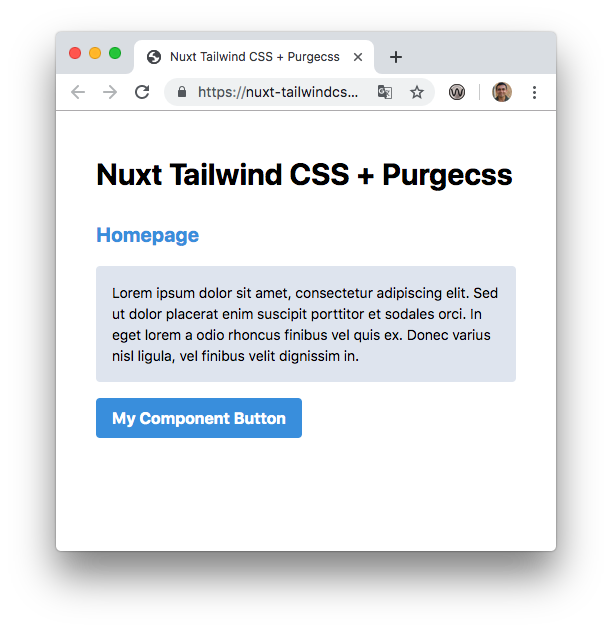 Nuxt Tailwind CSS + Purgecss
https://nuxt-tailwindcs...
Nuxt Tailwind CSS + Purgecss
Homepage
Lorem ipsum dolor sit amet, consectetur adipiscing elit. Sed
ut dolor placerat enim suscipit porttitor et sodales orci. In
eget lorem a odio rhoncus finibus vel quis ex. Donec varius
nisl ligula, vel finibus velit dignissim in.
My Component Button